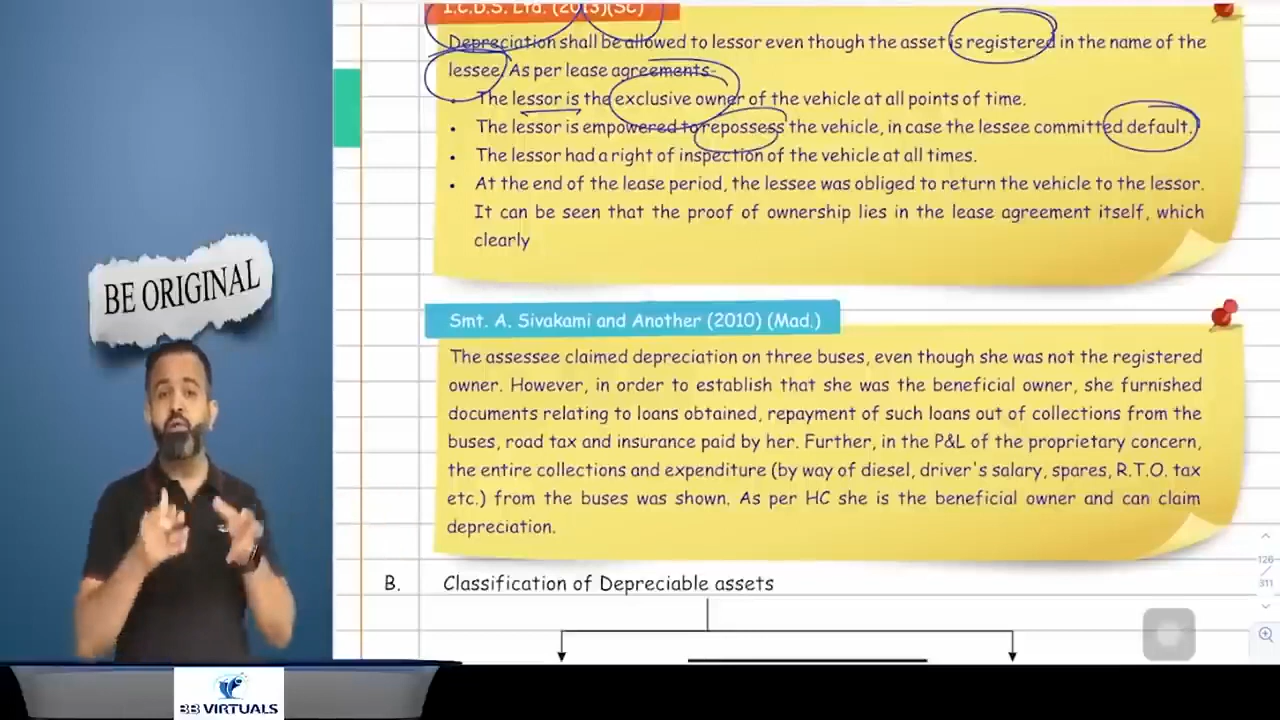 I.C.D.S. Ltd. (2013)(SC)
Depreciation shall be allowed to lessor even though the asset is registered in the name of the
lessee. As per lease agreements-
• The lessor is the exclusive owner of the vehicle at all points of time.
• The lessor is empowered to repossess the vehicle, in case the lessee committed default.
• The lessor had a right of inspection of the vehicle at all times.
• At the end of the lease period, the lessee was obliged to return the vehicle to the lessor.
It can be seen that the proof of ownership lies in the lease agreement itself, which
clearly
BE ORIGINAL
Smt. A. Sivakami and Another (2010) (Mad.)
The assessee claimed depreciation on three buses, even though she was not the registered
owner. However, in order to establish that she was the beneficial owner, she furnished
documents relating to loans obtained, repayment of such loans out of collections from the
buses, road tax and insurance paid by her. Further, in the P&L of the proprietary concern,
the entire collections and expenditure (by way of diesel, driver's salary, spares, R.T.O. tax
etc.) from the buses was shown. As per HC she is the beneficial owner and can claim
depreciation.
B. Classification of Depreciable assets
126
311
BB VIRTUALS